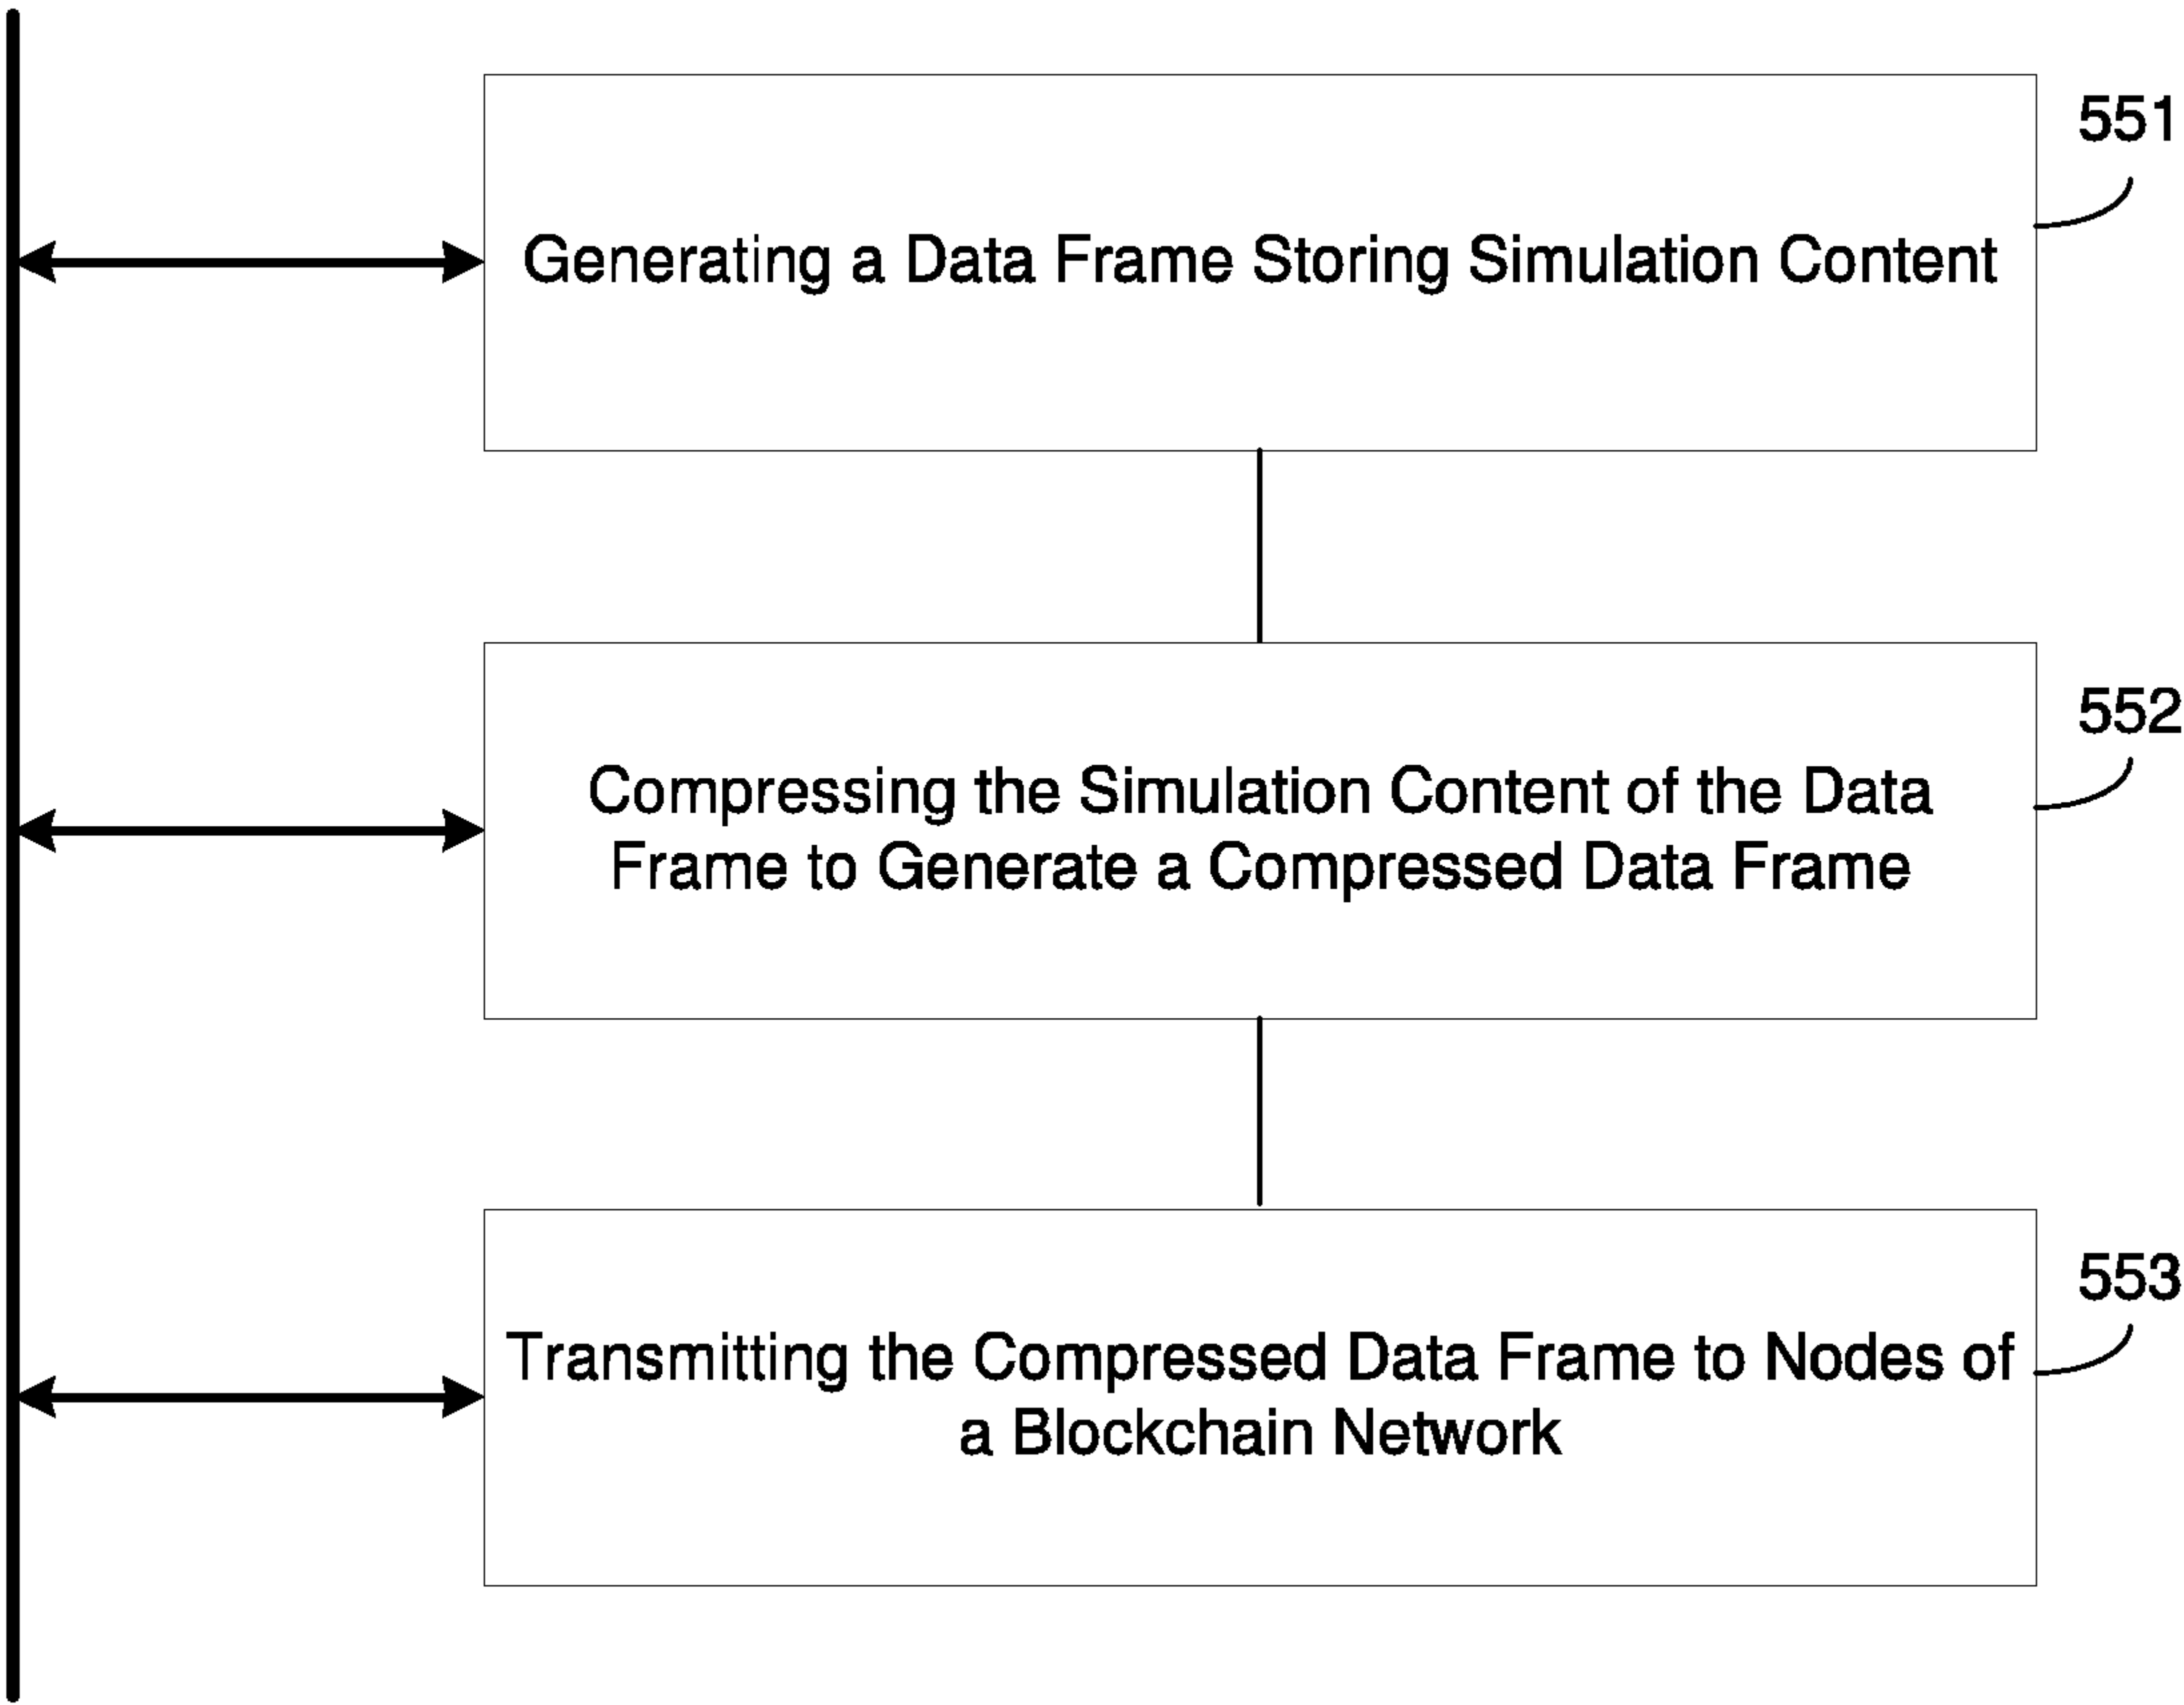 551
Generating a Data Frame Storing Simulation Content
552
Compressing the Simulation Content of the Data
Frame to Generate a Compressed Data Frame
553
Transmitting the Compressed Data Frame to Nodes of
a Blockchain Network